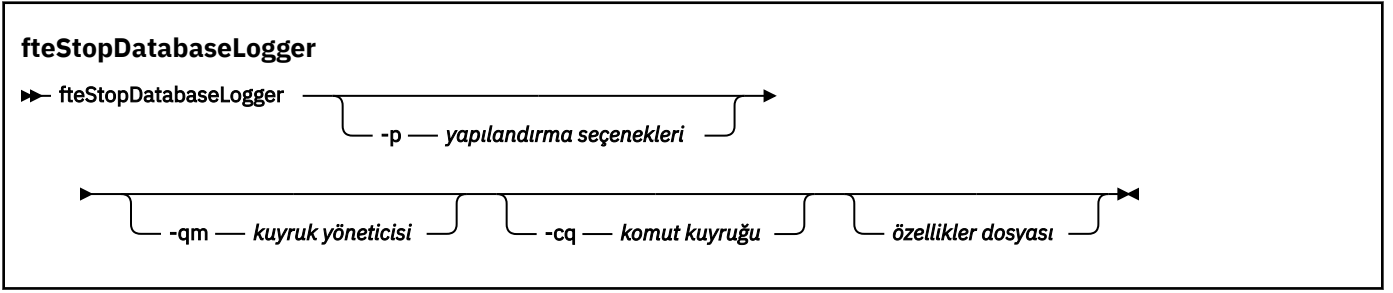 fteStopDatabaseLogger
fteStopDatabaseLogger
-p yapılandırma seçenekleri
-qm kuyruk yöneticisi -cq komut kuyruğu özellikler dosyası